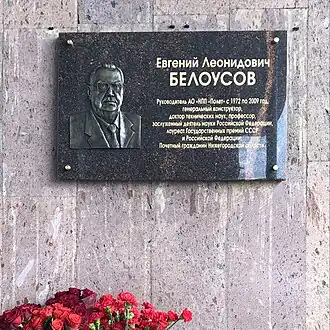 Евгений Леонидович
БЕЛОУСОВ
Руководитель АО «НПП «Полет» с 1972 по 2009 год,
генеральный конструктор,
доктор технических наук, профессор,
заслуженный деятель науки Российской Федерации,
лауреат Государственных премий СССР
и Российской Федерации
Почетный гражданин Нижегородской области